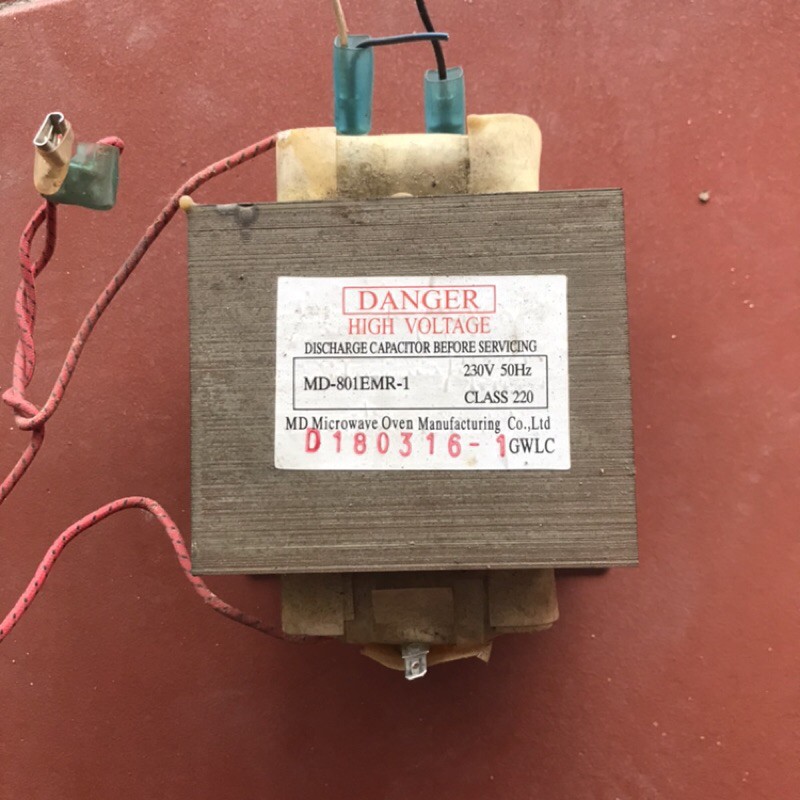 DANGER
HIGH VOLTAGE
DISCHARGE CAPACITOR BEFORE SERVICING
MD-801EMR-1
230V 50Hz
CLASS 220
MD Microwave Oven Manufacturing Co.,Ltd
D180316-1 GWLC